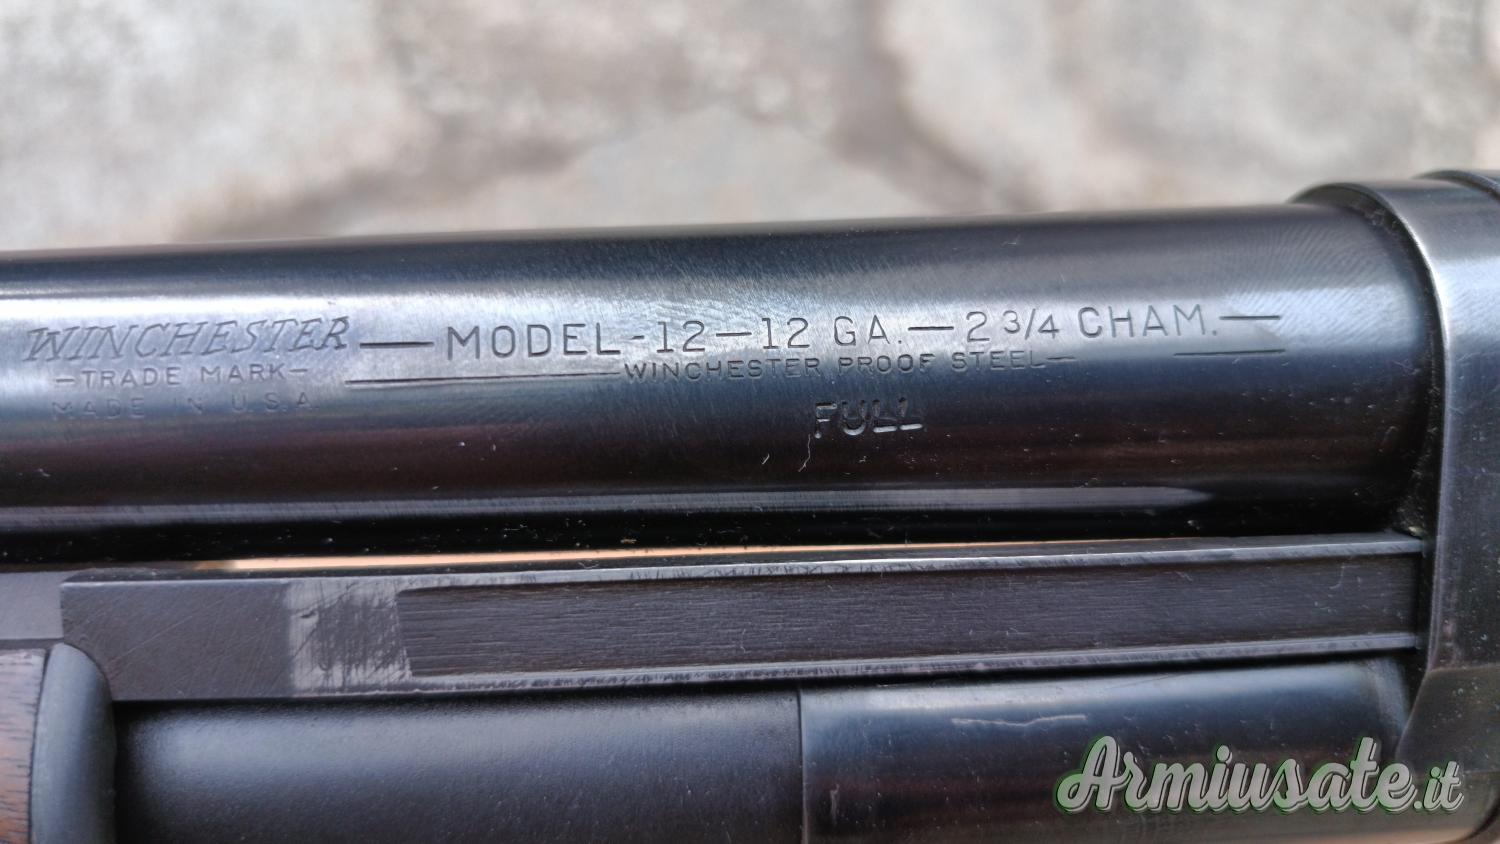 WINCHESTER — MODEL-12—12 GA. — 2 3/4 CHAM. —
—TRADE MARK— — WINCHESTER PROOF STEEL —
MADE IN U.S.A.
FULL
Armiusate.it